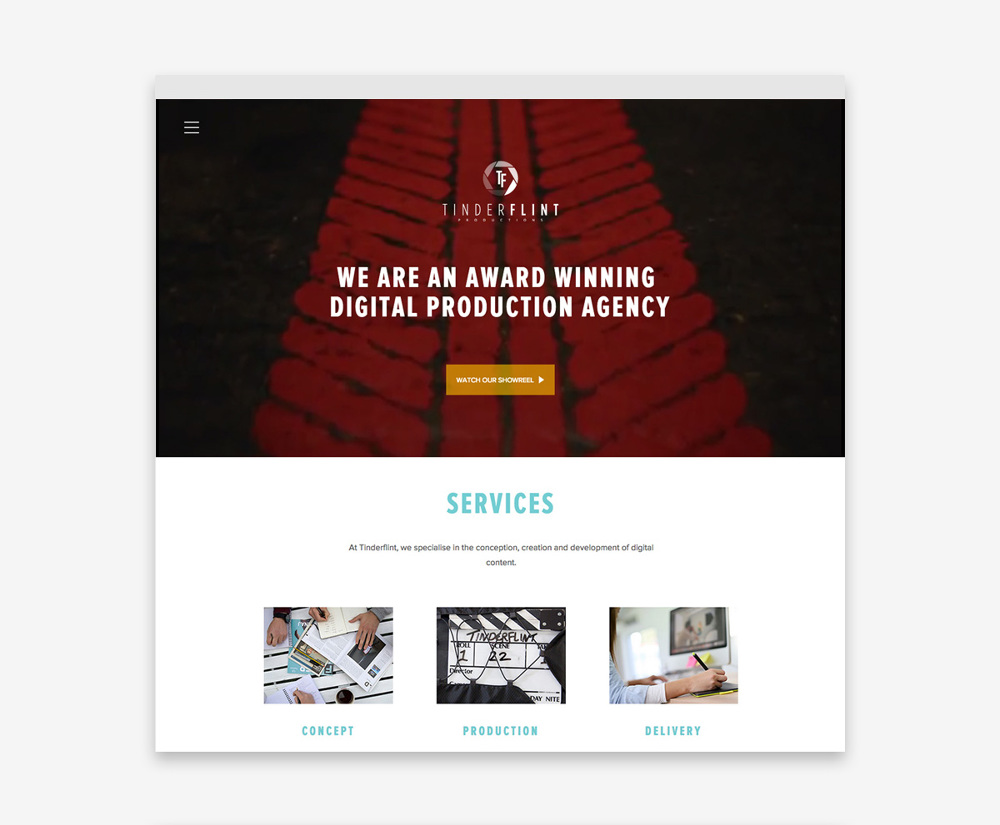 TF
TINDERFLINT
PRODUCTIONS
WE ARE AN AWARD WINNING
DIGITAL PRODUCTION AGENCY
WATCH OUR SHOWREEL
SERVICES
At Tinderflint, we specialise in the conception, creation and development of digital
content.
TINDERFLINT
SCENE
1 22
Director
DAY NITE
CONCEPT
PRODUCTION
DELIVERY